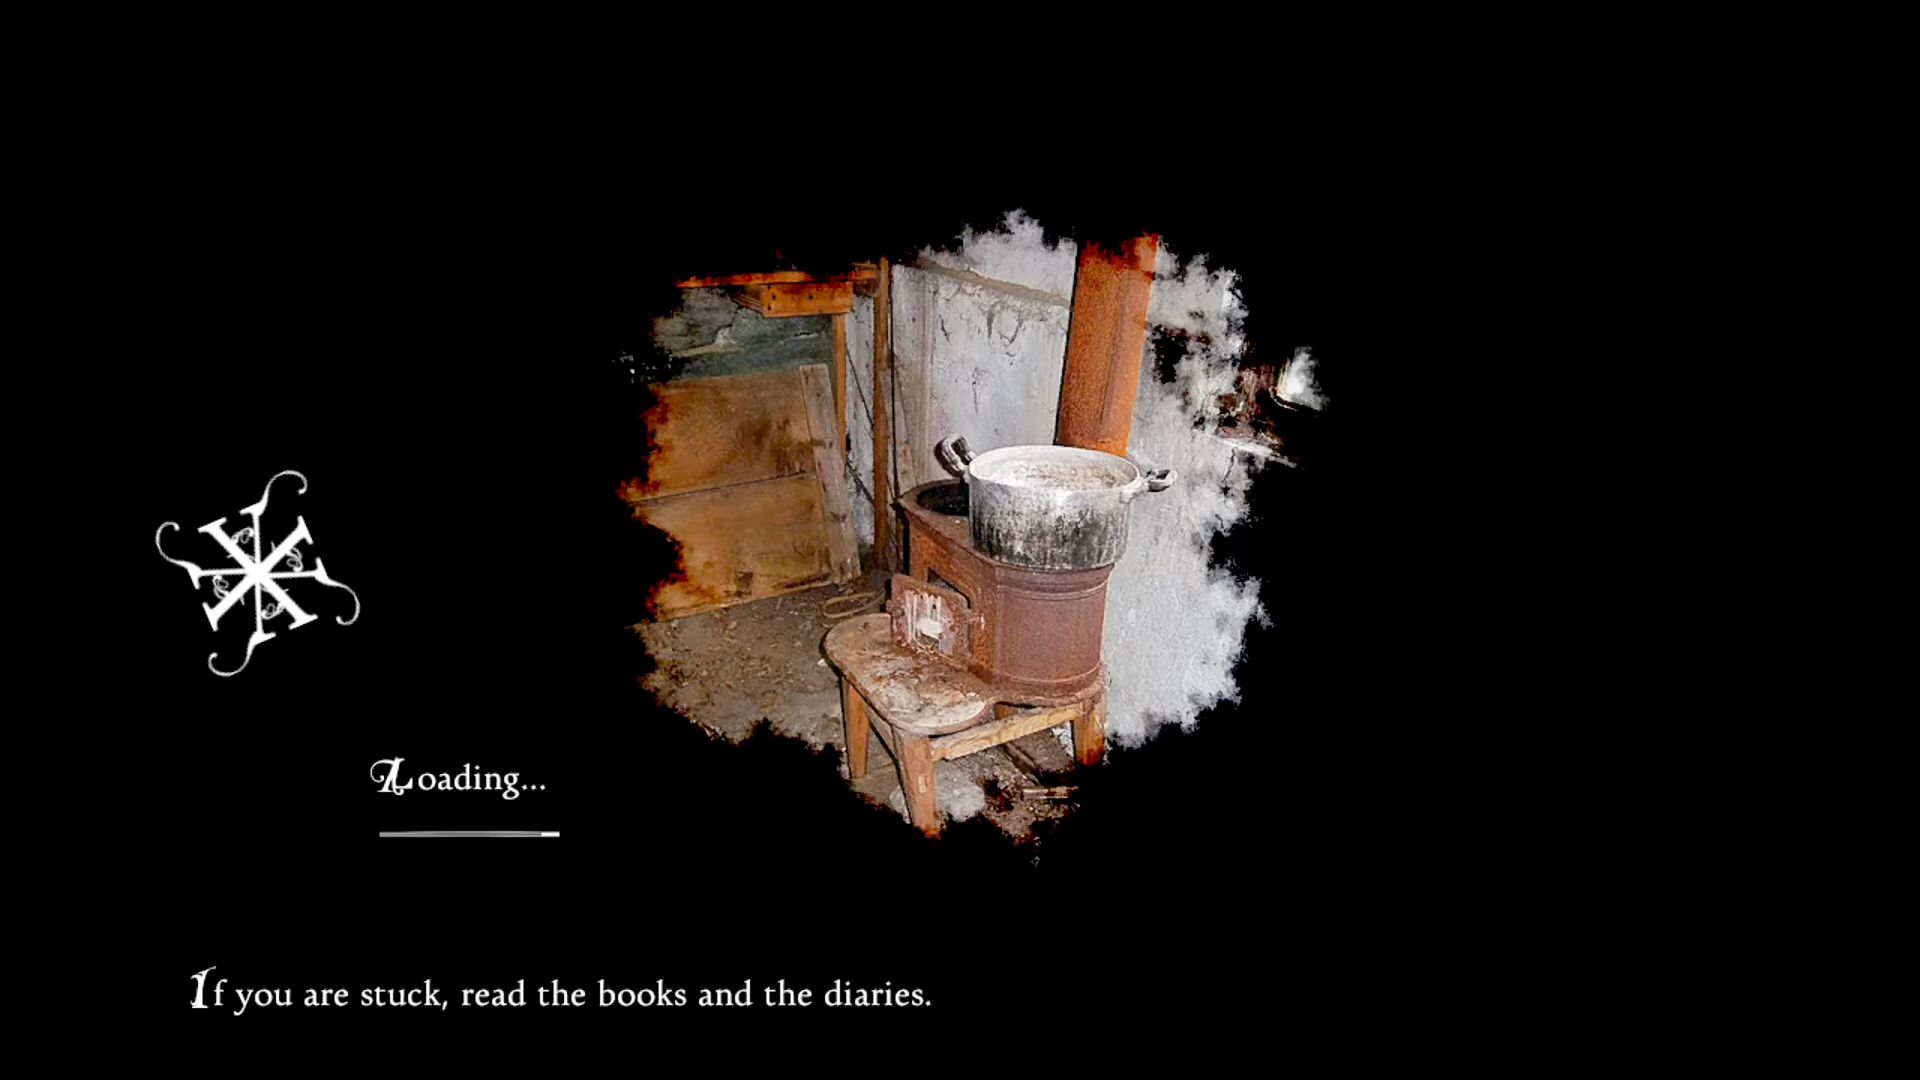 Loading...
If you are stuck, read the books and the diaries.